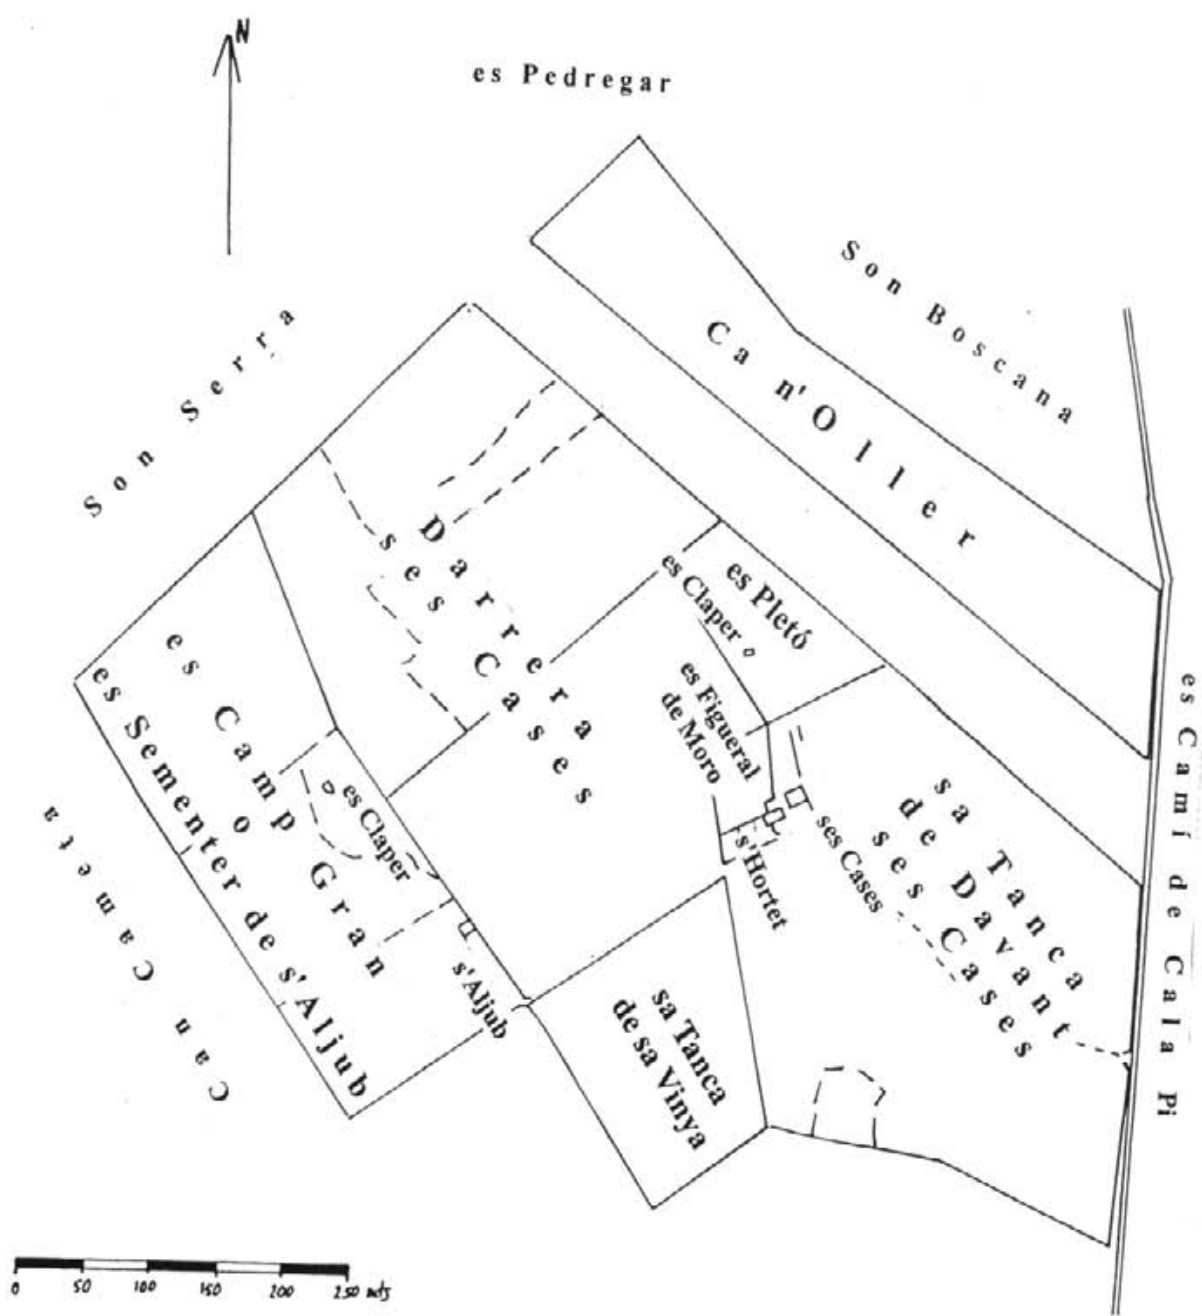 N
es Pedregar
Son Boscana
Son Serra
Ca n'Oller
Darrera
ses Cases
es Claper
es Pletó
es Figueral
de Moro
es Camp Gran
o
es Sementer de s'Aljub
es Claper
s'Aljub
s'Hortet
ses Cases
sa Tanca
de Davant
ses Cases
sa Tanca
de sa Vinya
Can Cameta
es Camí de Cala Pi
0 50 100 150 200 250 mts